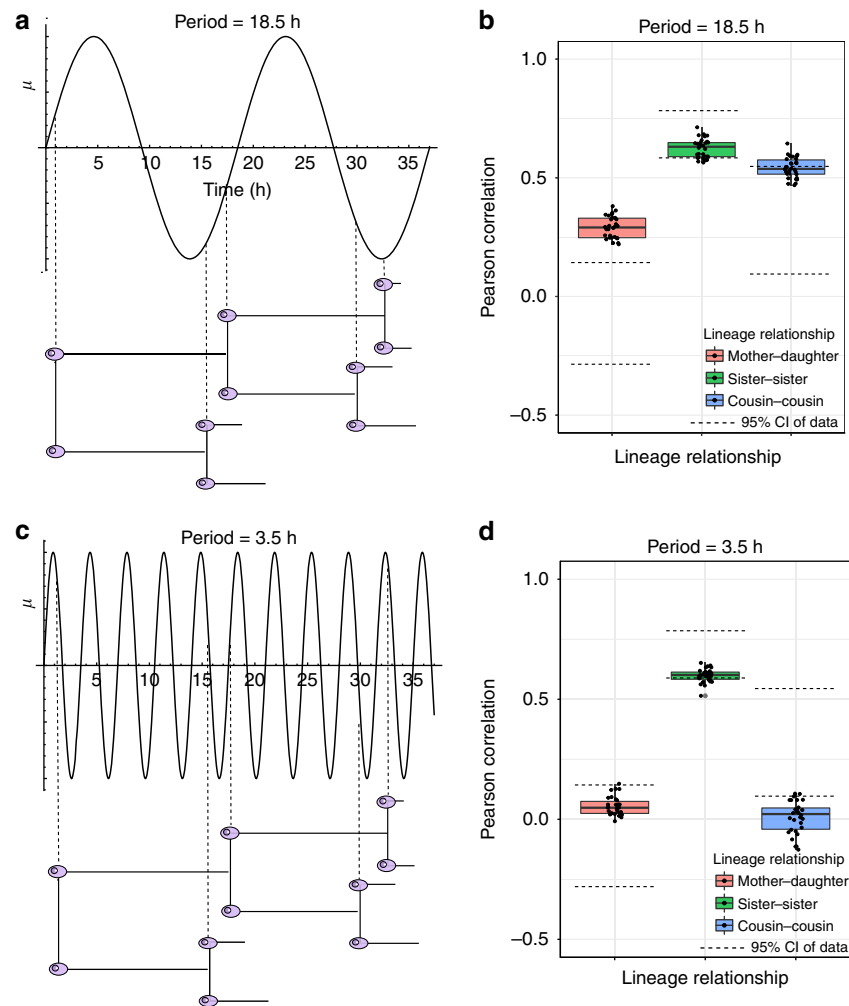 a
Period = 18.5 h
μ
5 10 15 20 25 30 35
Time (h)
b
Period = 18.5 h
1.0
0.5
0.0
−0.5
Pearson correlation
Lineage relationship
Mother–daughter
Sister–sister
Cousin–cousin
95% CI of data
Lineage relationship
c
Period = 3.5 h
μ
5 10 15 20 25 30 35
d
Period = 3.5 h
1.0
0.5
0.0
−0.5
Pearson correlation
Lineage relationship
Mother–daughter
Sister–sister
Cousin–cousin
95% CI of data
Lineage relationship